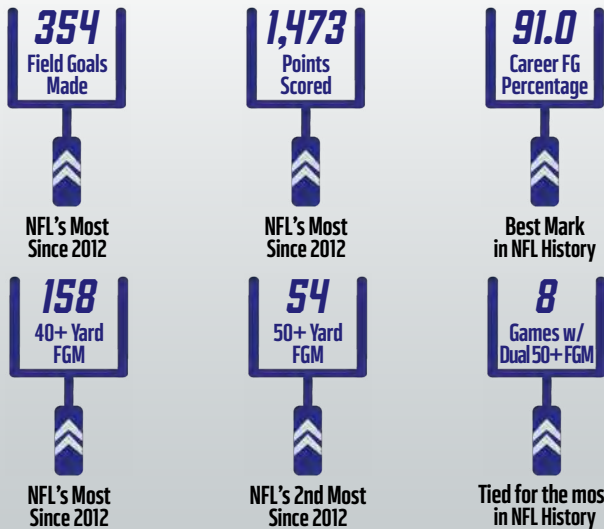 354
Field Goals
Made
NFL's Most
Since 2012
1,473
Points
Scored
NFL's Most
Since 2012
91.0
Career FG
Percentage
Best Mark
in NFL History
158
40+ Yard
FGM
NFL's Most
Since 2012
54
50+ Yard
FGM
NFL's 2nd Most
Since 2012
8
Games w/
Dual 50+ FGM
Tied for the mos
in NFL History